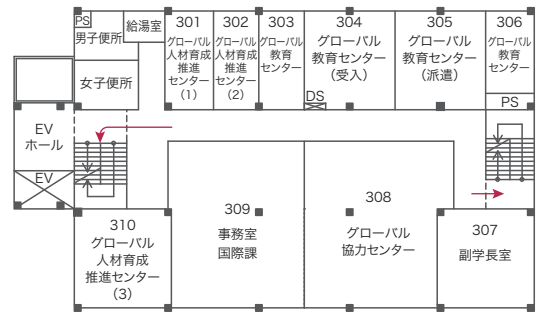 PS
男子便所
給湯室
女子便所
301
グローバル
人材育成
推進
センター
(1)
302
グローバル
人材育成
推進
センター
(2)
303
グローバル
教育
センター
304
グローバル
教育センター
(受入)
305
グローバル
教育センター
(派遣)
306
グローバル
教育
センター
DS
PS
EV
ホール
EV
310
グローバル
人材育成
推進センター
(3)
309
事務室
国際課
308
グローバル
協力センター
307
副学長室